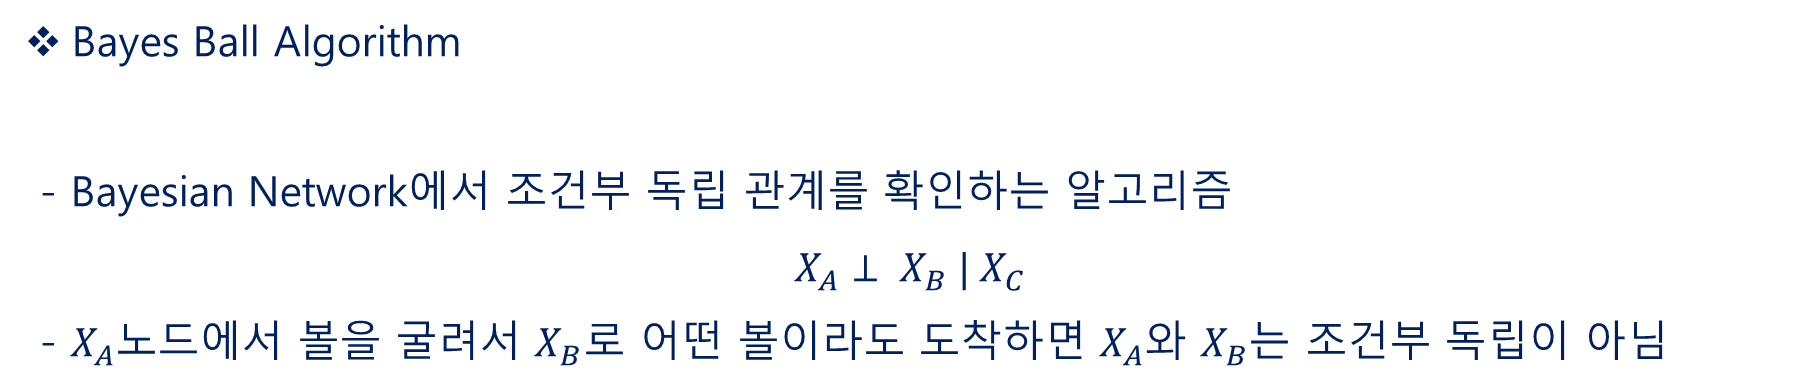 ❖ Bayes Ball Algorithm
- Bayesian Network에서 조건부 독립 관계를 확인하는 알고리즘
X_A ⊥ X_B | X_C
- X_A노드에서 볼을 굴려서 X_B로 어떤 볼이라도 도착하면 X_A와 X_B는 조건부 독립이 아님